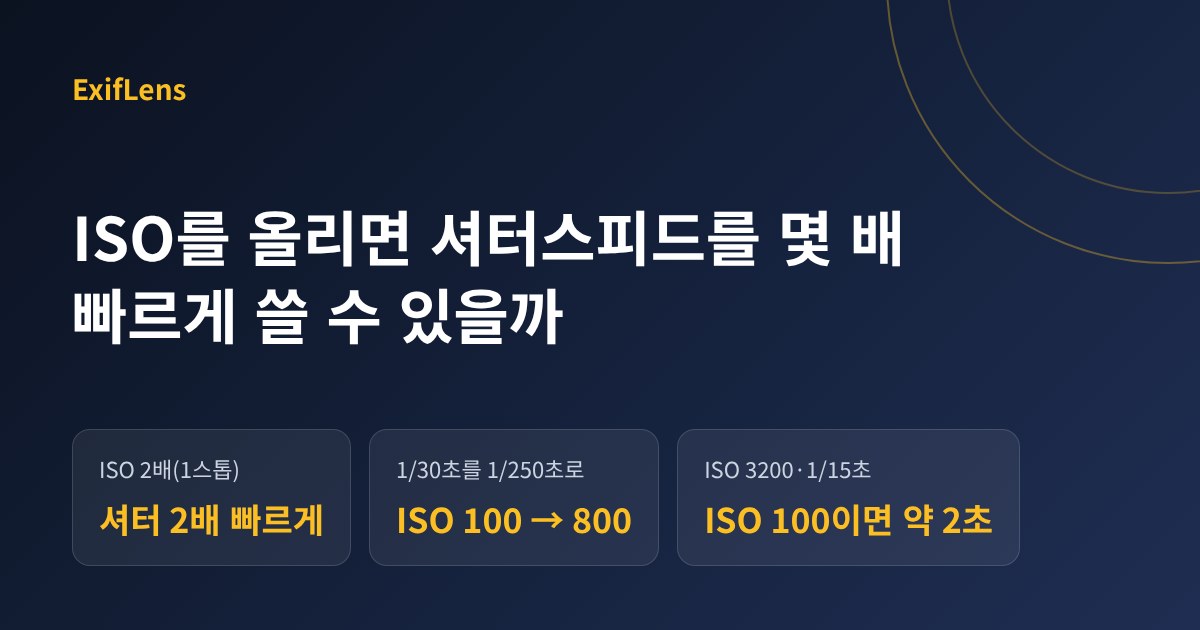 ExifLens
ISO를 올리면 셔터스피드를 몇 배
빠르게 쓸 수 있을까
ISO 2배(1스톱)
셔터 2배 빠르게
1/30초를 1/250초로
ISO 100 → 800
ISO 3200·1/15초
ISO 100이면 약 2초